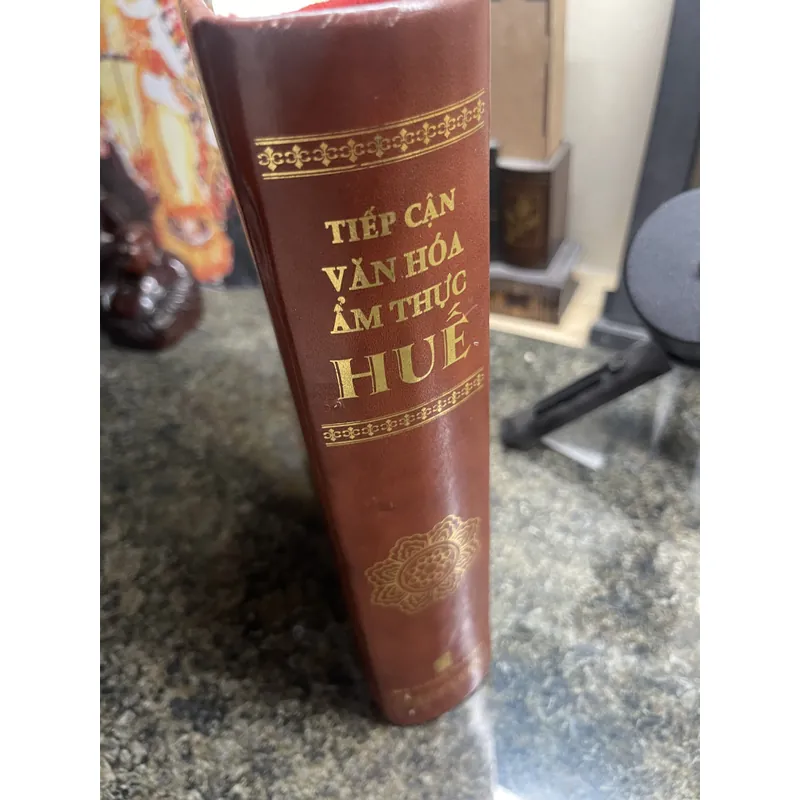 TIẾP CẬN
VĂN HÓA
ẨM THỰC
HUẾ